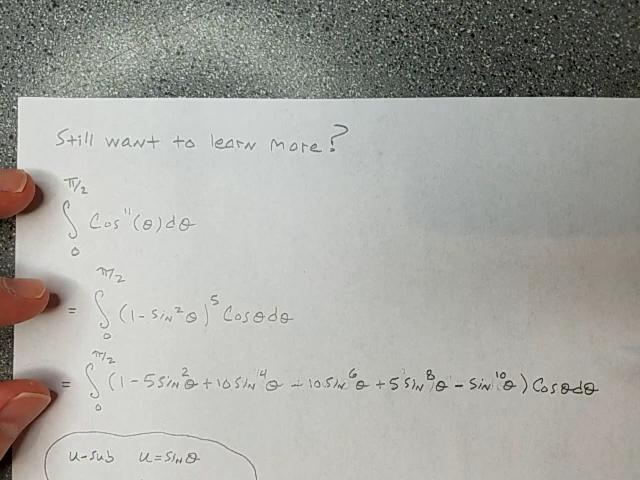 Still want to learn more?
π/2
∫ Cos¹¹(θ)dθ
0
π/2
= ∫ (1-sin²θ)⁵ Cosθdθ
0
π/2
= ∫ (1-5sin²θ+10sin⁴θ-10sin⁶θ+5sin⁸θ-sin¹⁰θ) Cosθdθ
0
u-sub u=sinθ